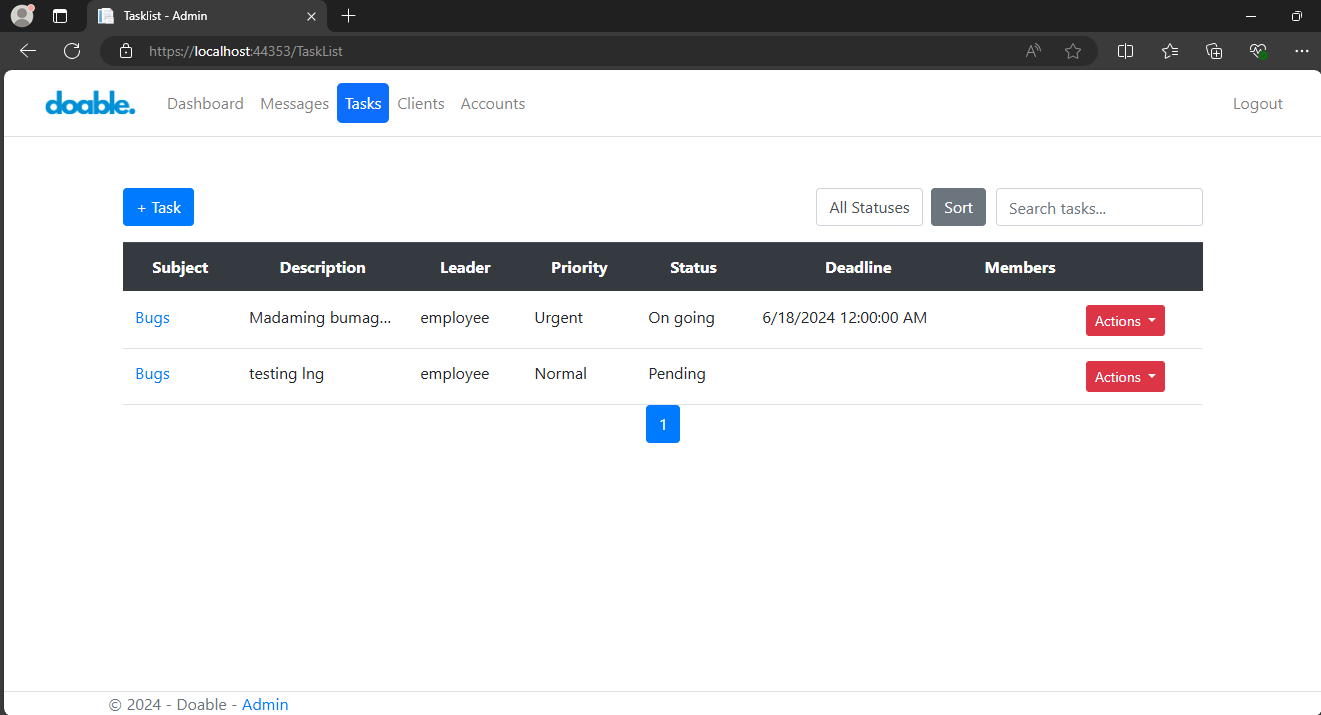 Tasklist - Admin
https://localhost:44353/TaskList
doable. Dashboard Messages Tasks Clients Accounts Logout
+ Task All Statuses Sort Search tasks...
Subject Description Leader Priority Status Deadline Members
Bugs Madaming bumag... employee Urgent On going 6/18/2024 12:00:00 AM Actions
Bugs testing lng employee Normal Pending Actions
1
© 2024 - Doable - Admin